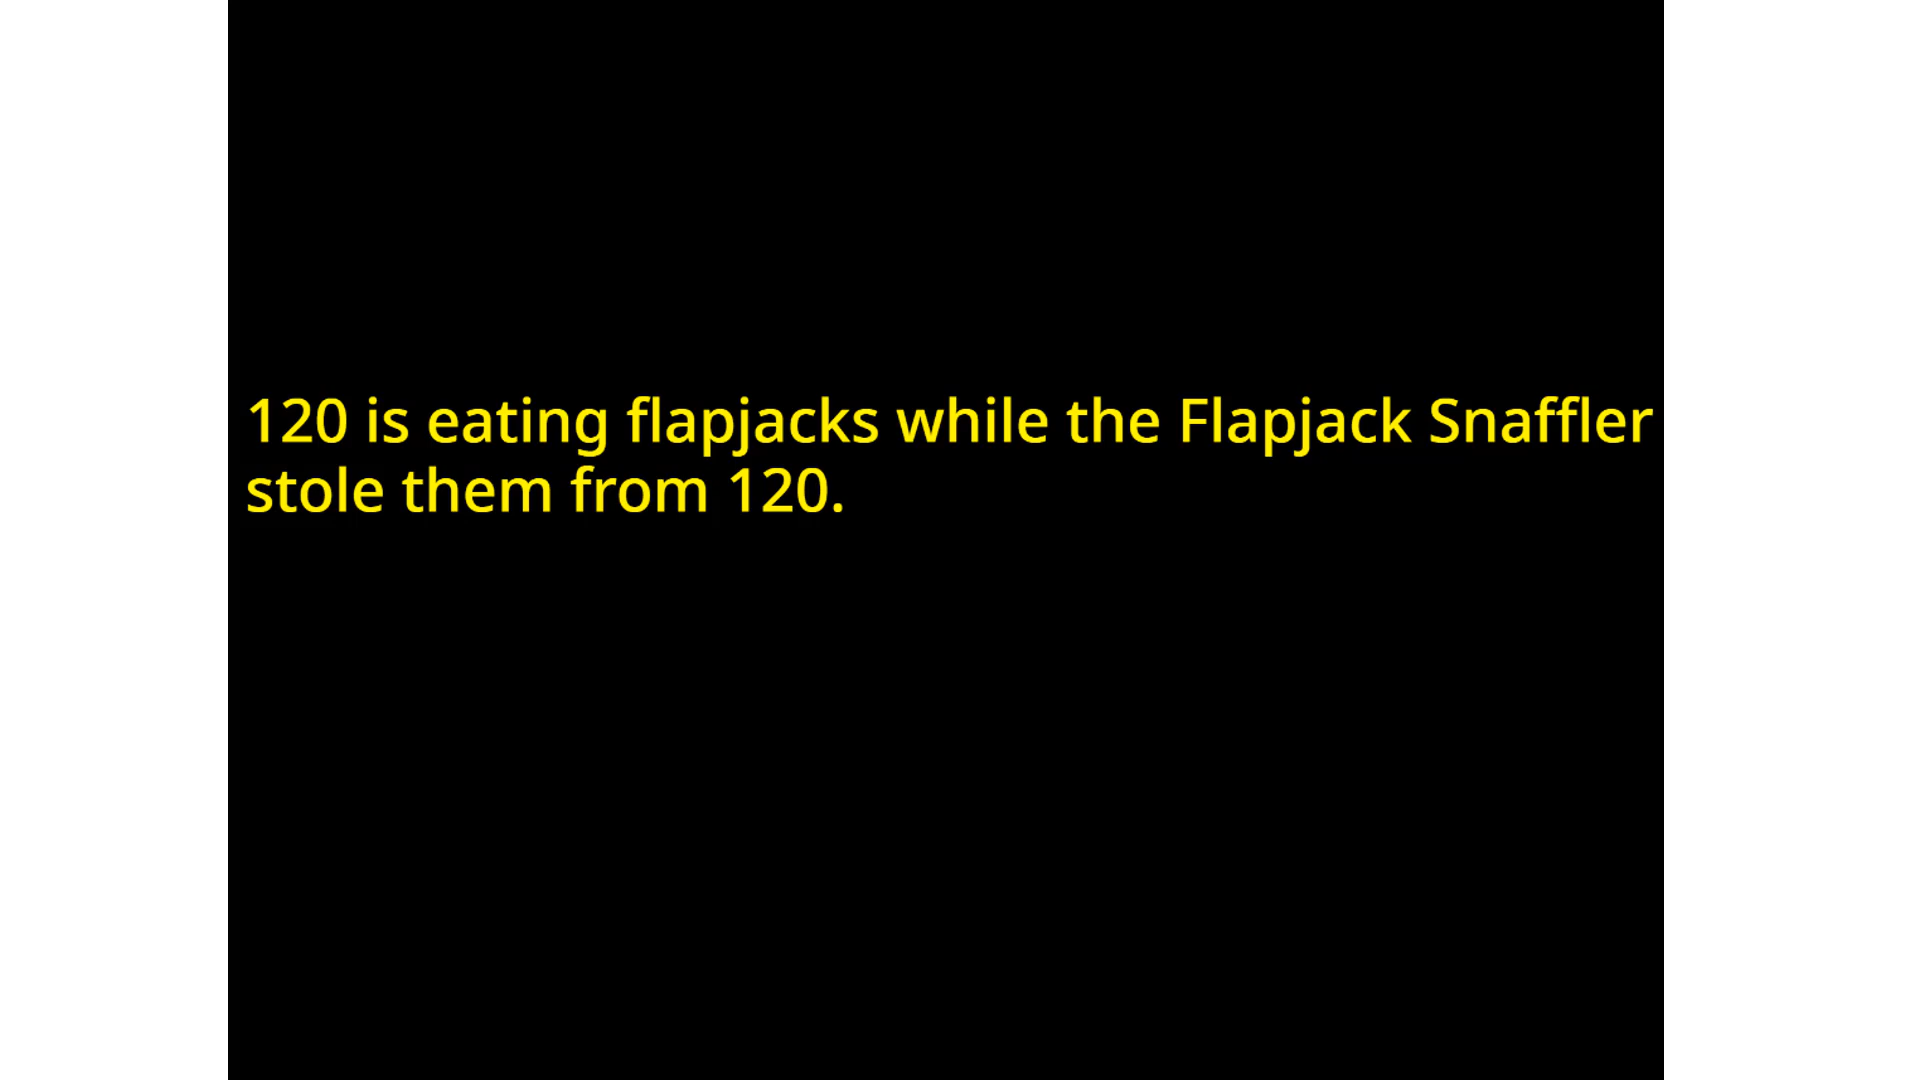 120 is eating flapjacks while the Flapjack Snaffler
stole them from 120.